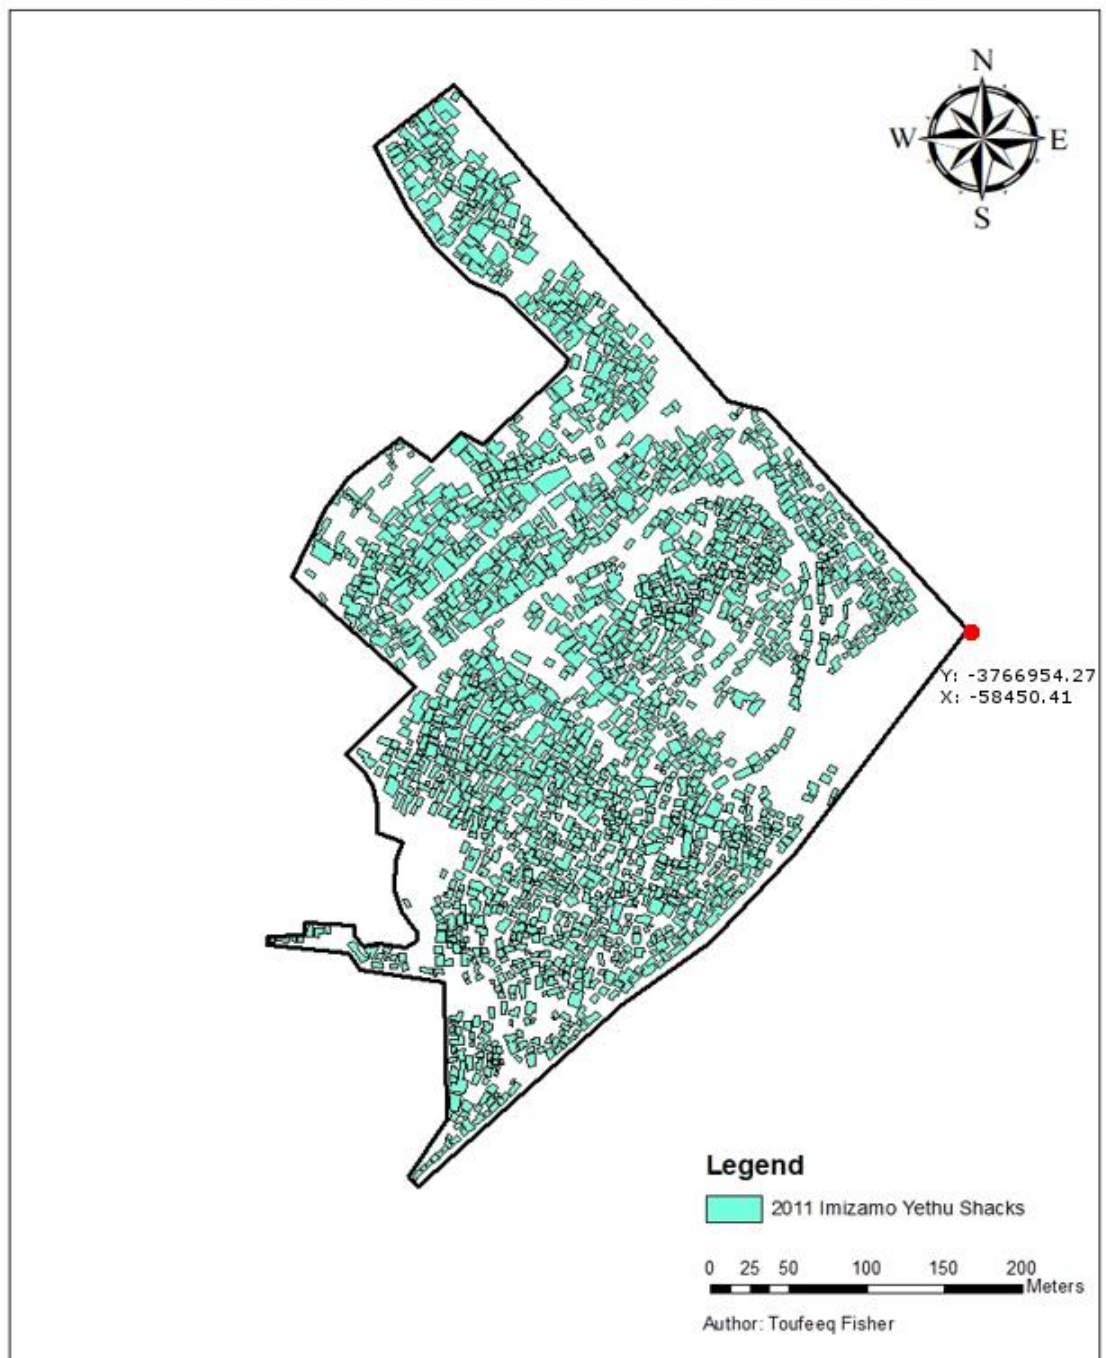 N
W E
S
Y: -3766954.27
X: -58450.41
Legend
2011 Imizamo Yethu Shacks
0 25 50 100 150 200
Meters
Author: Toufeeq Fisher